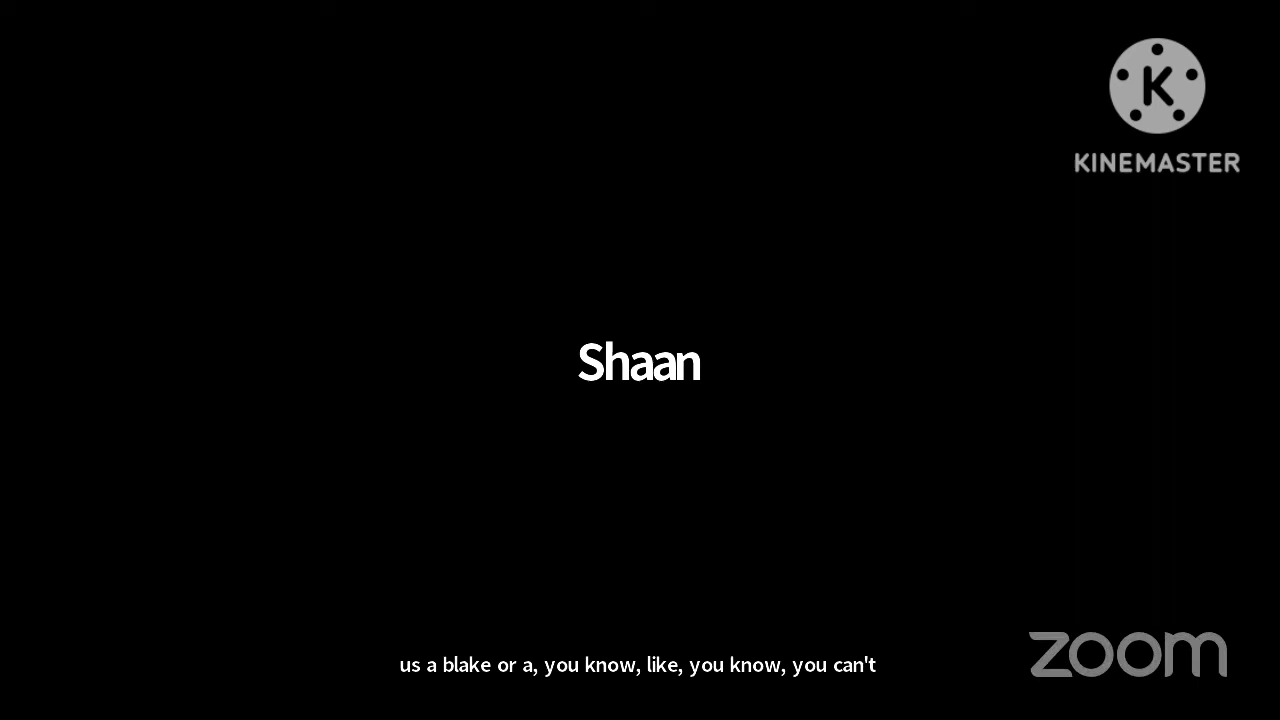 K
KINEMASTER
Shaan
us a blake or a, you know, like, you know, you can't
zoom